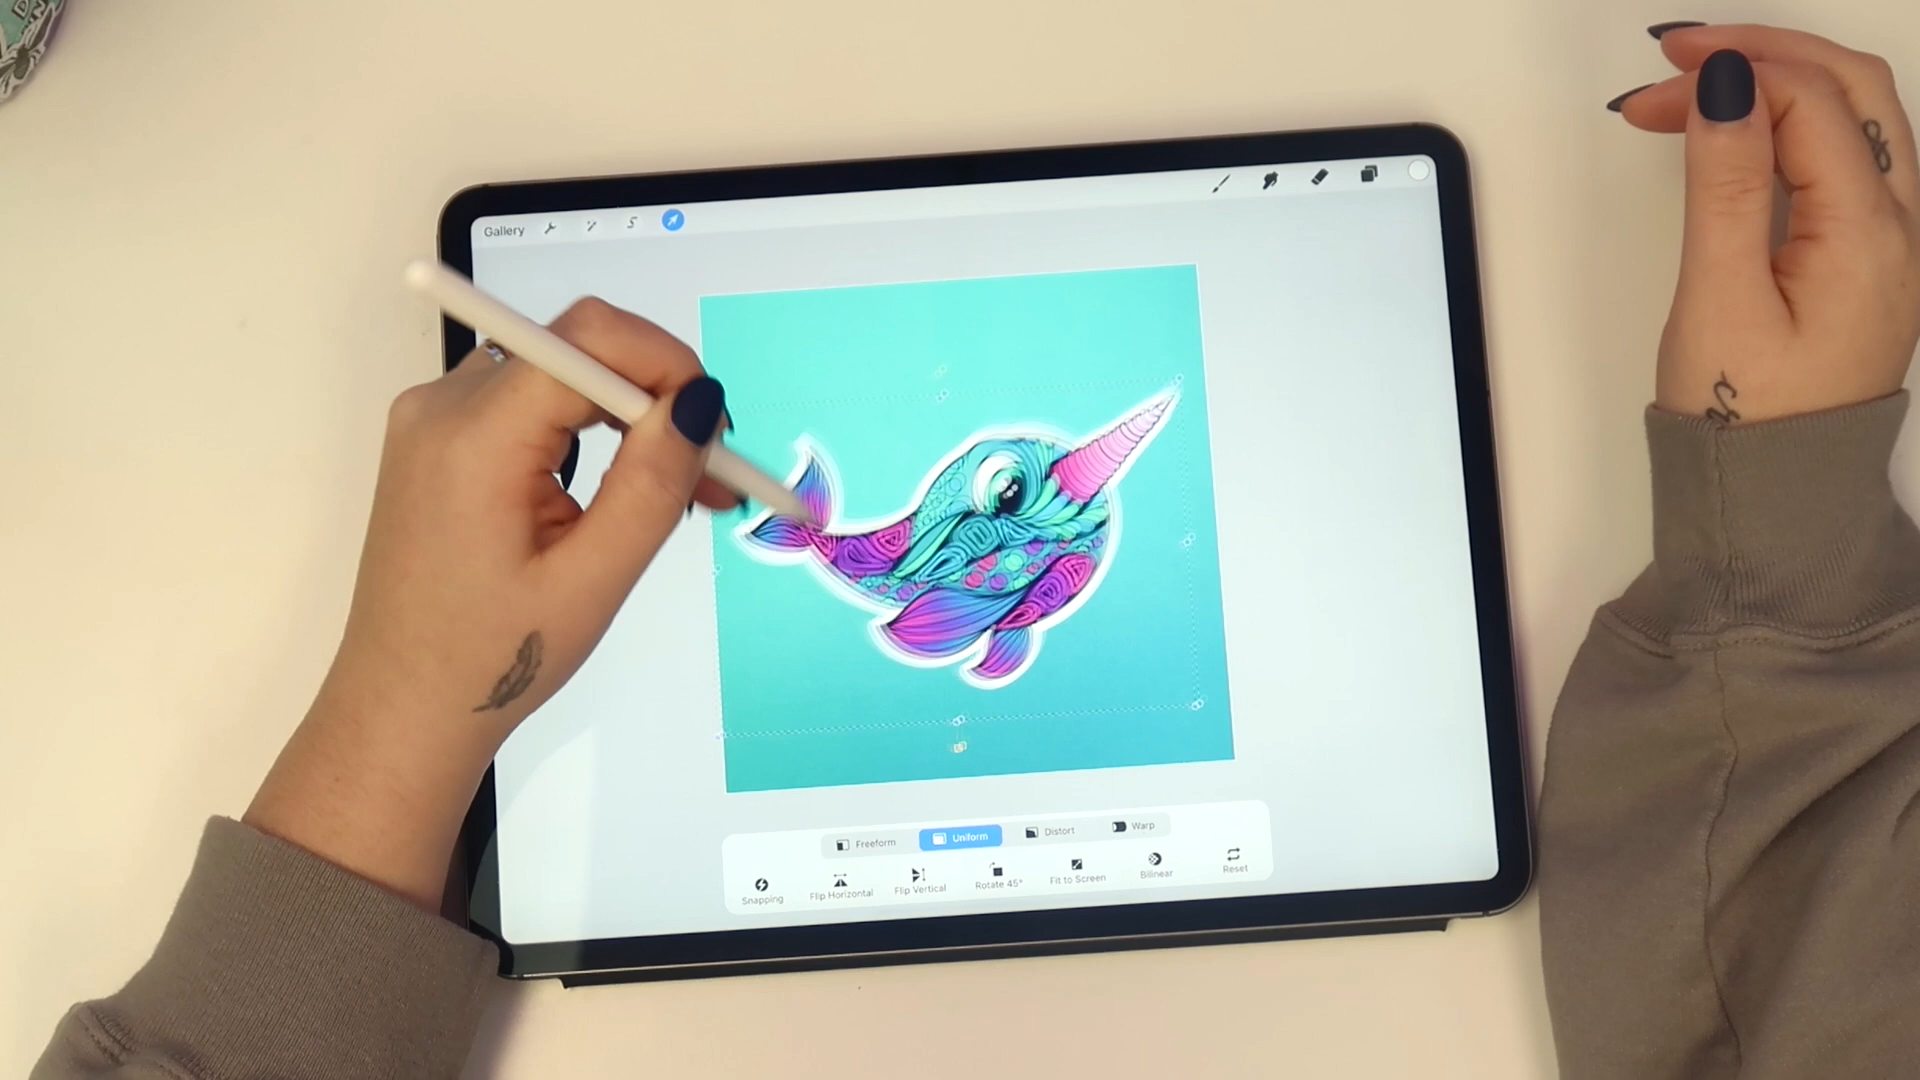 Gallery
Freeform Uniform Distort Warp
Snapping Flip Horizontal Flip Vertical Rotate 45° Fit to Screen Bilinear Reset